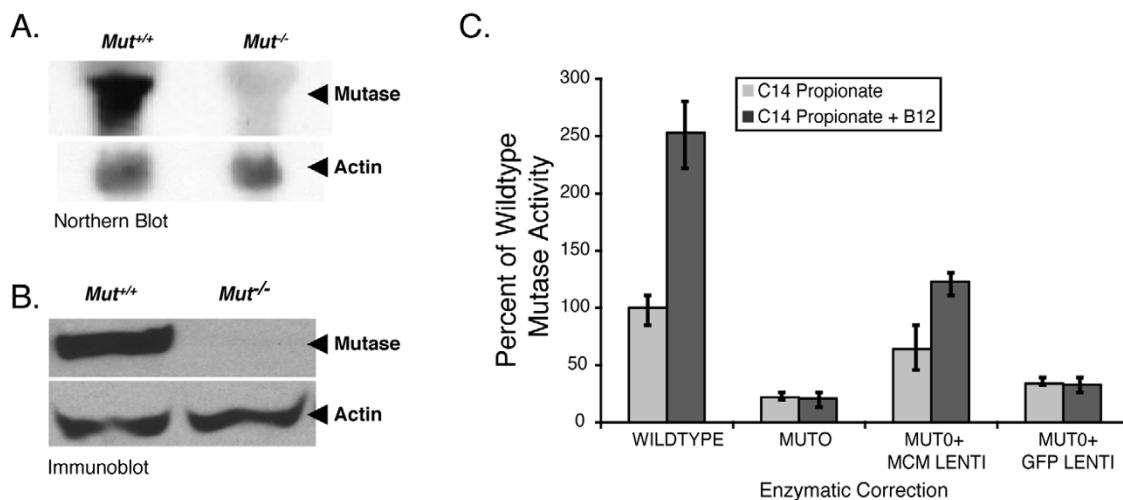 A.
Mut+/+ Mut-/-
Mutase
Actin
Northern Blot
B.
Mut+/+ Mut-/-
Mutase
Actin
Immunoblot
C.
C14 Propionate
C14 Propionate + B12
Percent of Wildtype
Mutase Activity
300
250
200
150
100
50
0
WILDTYPE MUTO MUT0+ MUT0+
MCM LENTI GFP LENTI
Enzymatic Correction